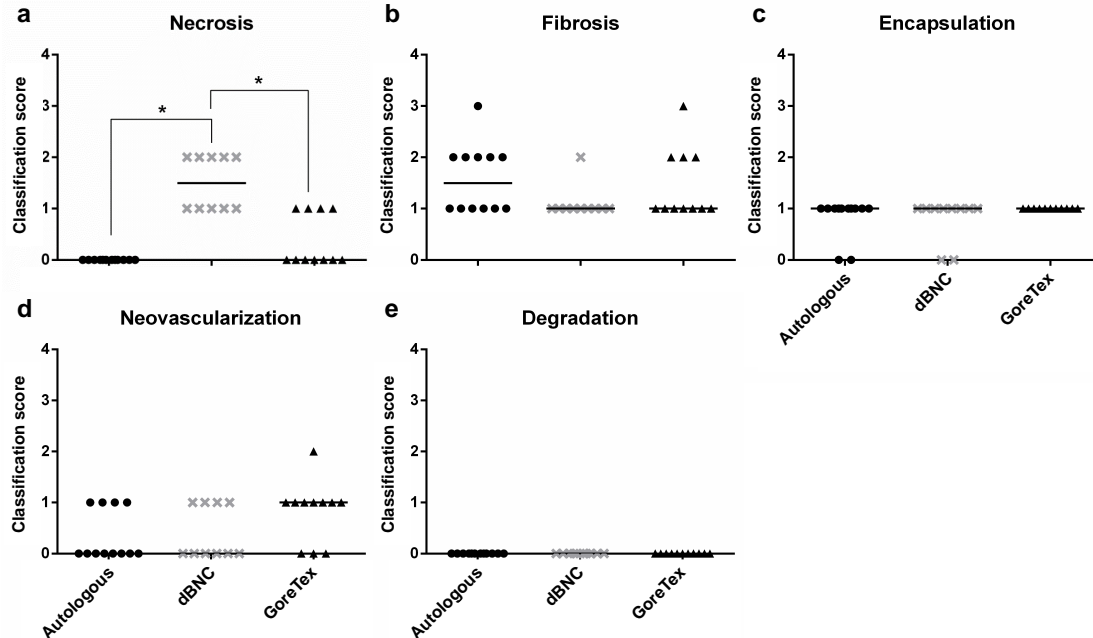 a
Necrosis
Classification score
4
3
2
1
0
*
*
b
Fibrosis
Classification score
4
3
2
1
0
c
Encapsulation
Classification score
4
3
2
1
0
Autologous
dBNC
GoreTex
d
Neovascularization
Classification score
4
3
2
1
0
Autologous
dBNC
GoreTex
e
Degradation
Classification score
4
3
2
1
0
Autologous
dBNC
GoreTex